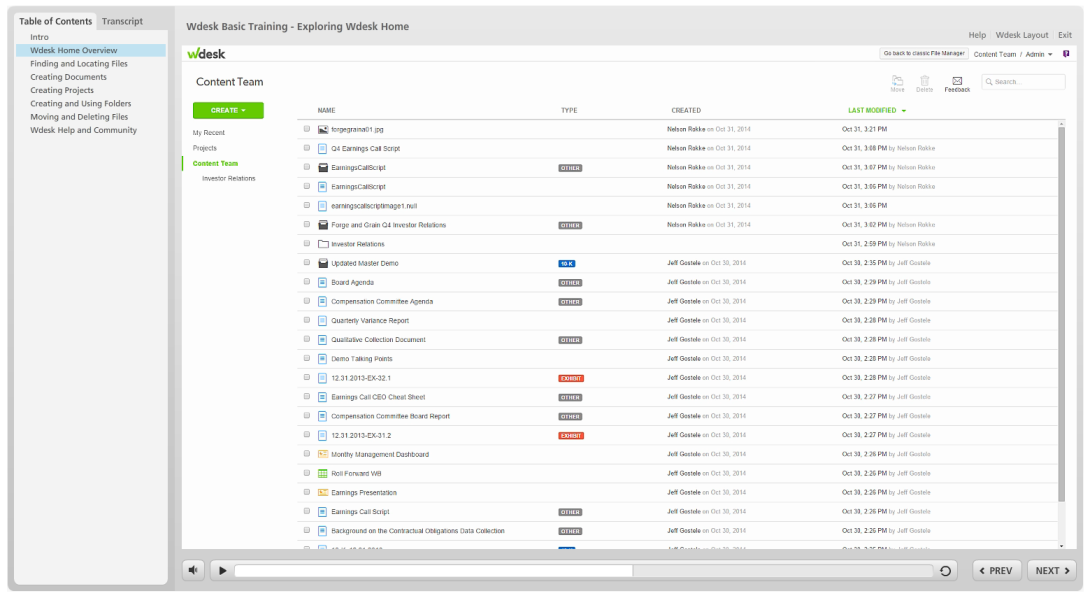 Table of Contents Transcript
Intro
Wdesk Home Overview
Finding and Locating Files
Creating Documents
Creating Projects
Creating and Using Folders
Moving and Deleting Files
Wdesk Help and Community
Wdesk Basic Training - Exploring Wdesk Home
Help Wdesk Layout Exit
wdesk
Go back to classic File Manager Content Team / Admin
Content Team
Move Delete Feedback Search...
CREATE
My Recent
Projects
Content Team
Investor Relations
NAME TYPE CREATED LAST MODIFIED
forgegraina01.jpg Nelson Rokke on Oct 31, 2014 Oct 31, 3:21 PM
Q4 Earnings Call Script Nelson Rokke on Oct 31, 2014 Oct 31, 3:08 PM by Nelson Rokke
EarningsCallScript OTHER Nelson Rokke on Oct 31, 2014 Oct 31, 3:07 PM by Nelson Rokke
EarningsCallScript Nelson Rokke on Oct 31, 2014 Oct 31, 3:06 PM by Nelson Rokke
earningscallscriptimage1.null Nelson Rokke on Oct 31, 2014 Oct 31, 3:06 PM
Forge and Grain Q4 Investor Relations OTHER Nelson Rokke on Oct 31, 2014 Oct 31, 3:02 PM by Nelson Rokke
Investor Relations Oct 31, 2:59 PM by Nelson Rokke
Updated Master Demo 10-K Jeff Gostele on Oct 30, 2014 Oct 30, 2:35 PM by Jeff Gostele
Board Agenda OTHER Jeff Gostele on Oct 30, 2014 Oct 30, 2:29 PM by Jeff Gostele
Compensation Committee Agenda OTHER Jeff Gostele on Oct 30, 2014 Oct 30, 2:29 PM by Jeff Gostele
Quarterly Variance Report Jeff Gostele on Oct 30, 2014 Oct 30, 2:28 PM by Jeff Gostele
Qualitative Collection Document OTHER Jeff Gostele on Oct 30, 2014 Oct 30, 2:28 PM by Jeff Gostele
Demo Talking Points Jeff Gostele on Oct 30, 2014 Oct 30, 2:28 PM by Jeff Gostele
12.31.2013-EX-32.1 EXHIBIT Jeff Gostele on Oct 30, 2014 Oct 30, 2:28 PM by Jeff Gostele
Earnings Call CEO Cheat Sheet OTHER Jeff Gostele on Oct 30, 2014 Oct 30, 2:27 PM by Jeff Gostele
Compensation Committee Board Report OTHER Jeff Gostele on Oct 30, 2014 Oct 30, 2:27 PM by Jeff Gostele
12.31.2013-EX-31.2 EXHIBIT Jeff Gostele on Oct 30, 2014 Oct 30, 2:27 PM by Jeff Gostele
Monthy Management Dashboard Jeff Gostele on Oct 30, 2014 Oct 30, 2:26 PM by Jeff Gostele
Roll Forward WB Jeff Gostele on Oct 30, 2014 Oct 30, 2:26 PM by Jeff Gostele
Earnings Presentation Jeff Gostele on Oct 30, 2014 Oct 30, 2:26 PM by Jeff Gostele
Earnings Call Script OTHER Jeff Gostele on Oct 30, 2014 Oct 30, 2:26 PM by Jeff Gostele
Background on the Contractual Obligations Data Collection OTHER Jeff Gostele on Oct 30, 2014 Oct 30, 2:26 PM by Jeff Gostele
PREV NEXT